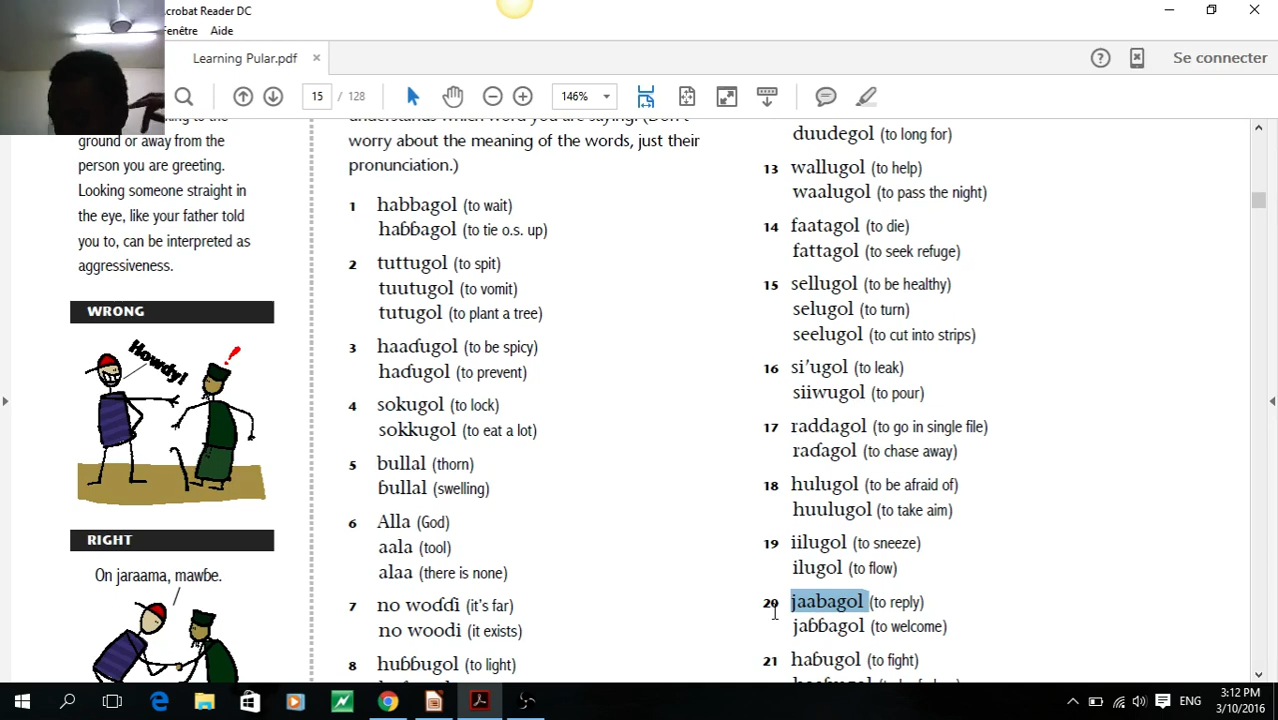 crobat Reader DC
enêtre Aide
Learning Pular.pdf
Se connecter
15 / 128
146%
ground or away from the
person you are greeting.
Looking someone straight in
the eye, like your father told
you to, can be interpreted as
aggressiveness.
WRONG
Howdy!
!
RIGHT
On jaraama, mawbe.
understands which word you are saying. (Don't
worry about the meaning of the words, just their
pronunciation.)
1 habbagol (to wait)
haɓɓagol (to tie o.s. up)
2 tuttugol (to spit)
tuutugol (to vomit)
tutugol (to plant a tree)
3 haaɗugol (to be spicy)
haɗugol (to prevent)
4 sokugol (to lock)
sokkugol (to eat a lot)
5 bullal (thorn)
ɓullal (swelling)
6 Alla (God)
aala (tool)
alaa (there is none)
7 no woɗɗi (it's far)
no woodi (it exists)
8 huɓɓugol (to light)
duudegol (to long for)
13 wallugol (to help)
waalugol (to pass the night)
14 faatagol (to die)
fattagol (to seek refuge)
15 sellugol (to be healthy)
selugol (to turn)
seelugol (to cut into strips)
16 si'ugol (to leak)
siiwugol (to pour)
17 raddagol (to go in single file)
raɗagol (to chase away)
18 hulugol (to be afraid of)
huulugol (to take aim)
19 iilugol (to sneeze)
ilugol (to flow)
20 jaabagol (to reply)
jaɓɓagol (to welcome)
21 haɓugol (to fight)
ENG
3:12 PM
3/10/2016